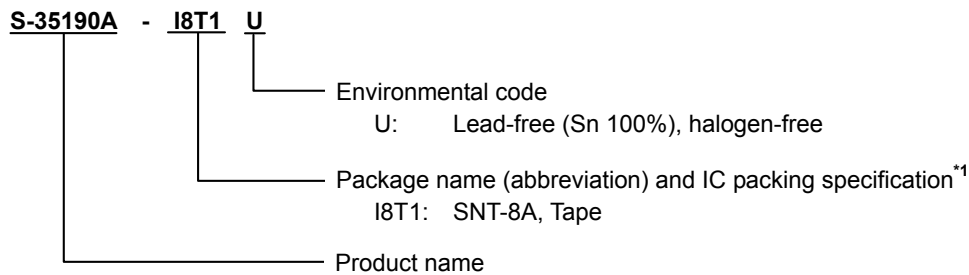 S-35190A - I8T1 U
Environmental code
U: Lead-free (Sn 100%), halogen-free
Package name (abbreviation) and IC packing specification*1
I8T1: SNT-8A, Tape
Product name